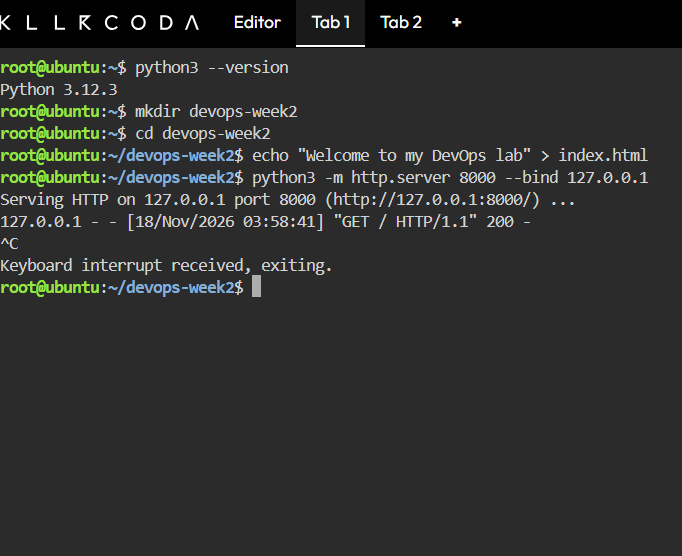 KLLRCODA Editor Tab 1 Tab 2 +
root@ubuntu:~$ python3 --version
Python 3.12.3
root@ubuntu:~$ mkdir devops-week2
root@ubuntu:~$ cd devops-week2
root@ubuntu:~/devops-week2$ echo "Welcome to my DevOps lab" > index.html
root@ubuntu:~/devops-week2$ python3 -m http.server 8000 --bind 127.0.0.1
Serving HTTP on 127.0.0.1 port 8000 (http://127.0.0.1:8000/) ...
127.0.0.1 - - [18/Nov/2026 03:58:41] "GET / HTTP/1.1" 200 -
^C
Keyboard interrupt received, exiting.
root@ubuntu:~/devops-week2$